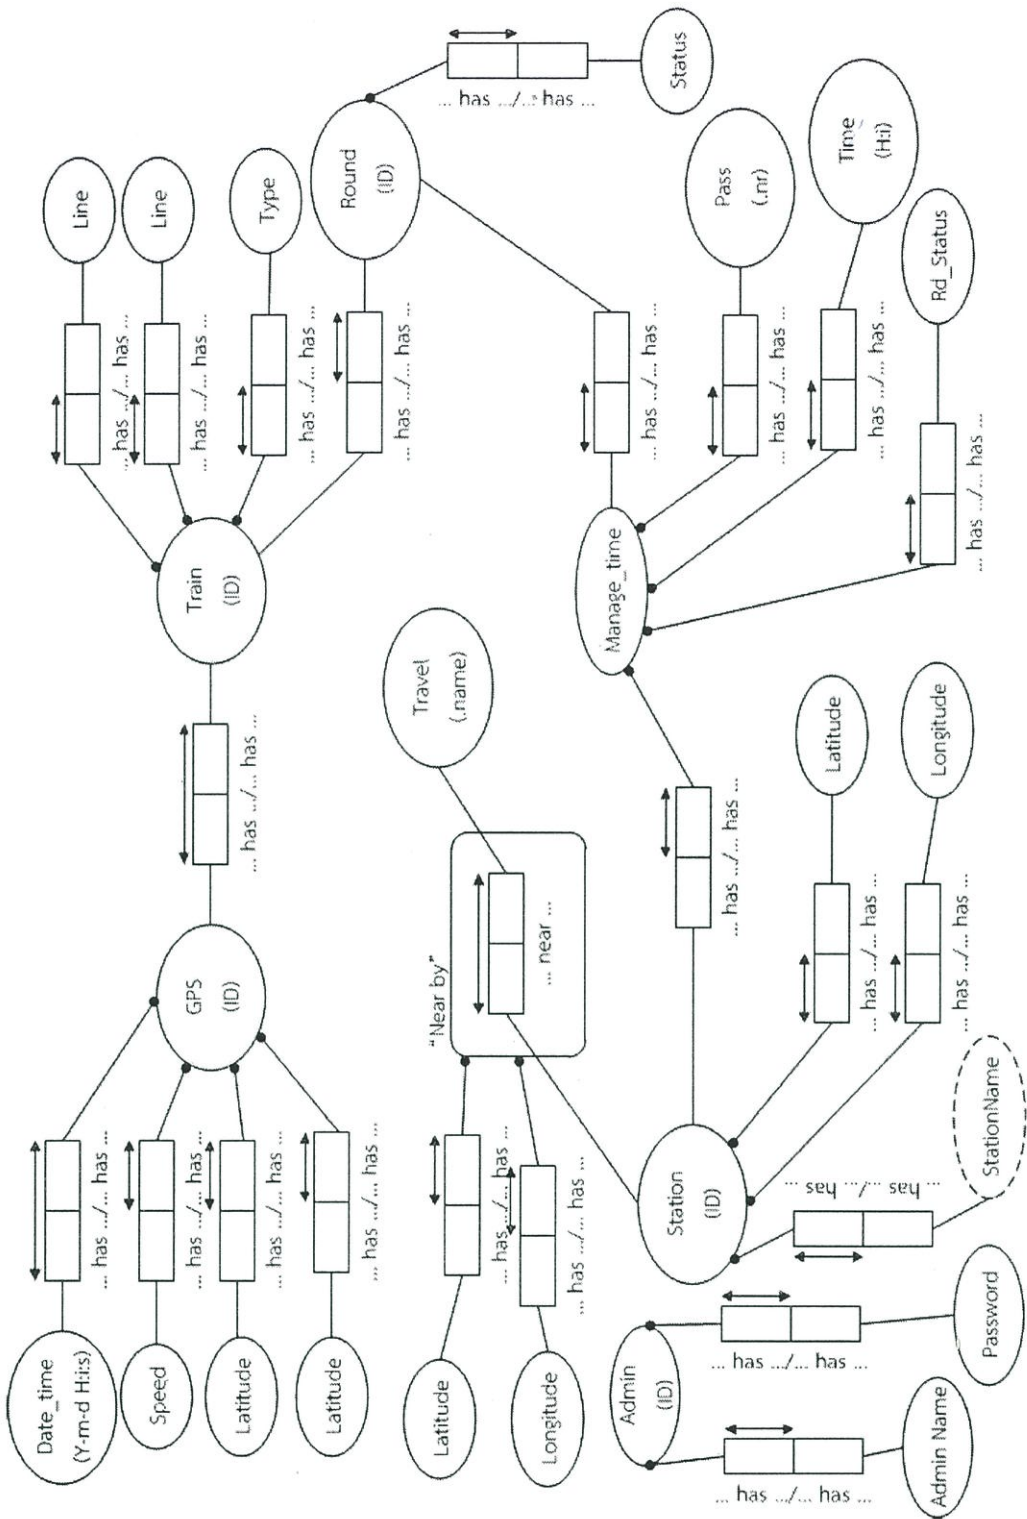 Date_time
(Y-m-d H:i:s)
... has .../... has ...
... has .../... has ...
Line
Speed
... has .../... has ...
GPS
(ID)
... has .../... has ...
Train
(ID)
... has .../... has ...
Line
Latitude
... has .../... has ...
... has .../... has ...
Type
Latitude
... has .../... has ...
... has .../... has ...
Round
(ID)
... has .../... has ...
Status
Latitude
... has .../... has ...
"Near by"
... near ...
Travel
(.name)
Longitude
... has .../... has ...
Admin
(ID)
Station
(ID)
... has .../... has ...
Manage_time
... has .../... has ...
Pass
(.nr)
... has .../... has ...
... has .../... has ...
... has .../... has ...
... has .../... has ...
Latitude
... has .../... has ...
Time
(H:i)
Admin Name
Password
StationName
... has .../... has ...
Longitude
... has .../... has ...
Rd_Status